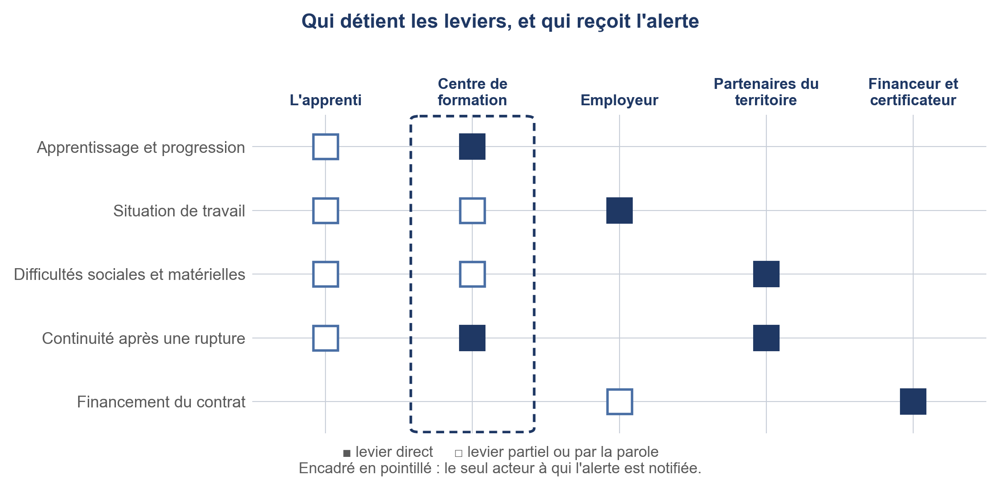 Qui détient les leviers, et qui reçoit l'alerte
L'apprenti
Centre de
formation
Employeur
Partenaires du
territoire
Financeur et
certificateur
Apprentissage et progression
Situation de travail
Difficultés sociales et matérielles
Continuité après une rupture
Financement du contrat
■ levier direct □ levier partiel ou par la parole
Encadré en pointillé : le seul acteur à qui l'alerte est notifiée.